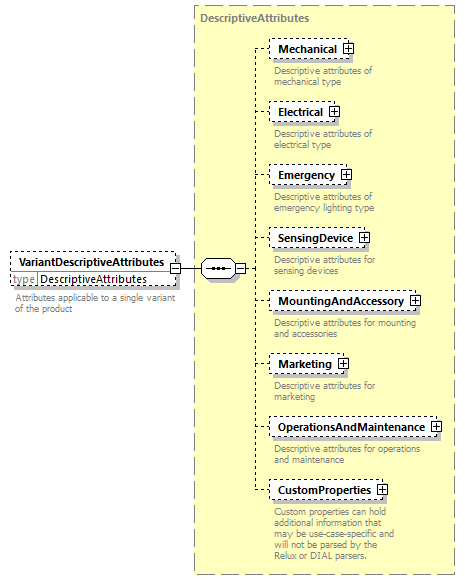 DescriptiveAttributes
Mechanical
Descriptive attributes of
mechanical type
Electrical
Descriptive attributes of
electrical type
Emergency
Descriptive attributes of
emergency lighting type
SensingDevice
Descriptive attributes for
sensing devices
VariantDescriptiveAttributes
type DescriptiveAttributes
Attributes applicable to a single variant
of the product
MountingAndAccessory
Descriptive attributes for mounting
and accessories
Marketing
Descriptive attributes for
marketing
OperationsAndMaintenance
Descriptive attributes for operations
and maintenance
CustomProperties
Custom properties can hold
additional information that
may be use-case-specific and
will not be parsed by the
Relux or DIAL parsers.